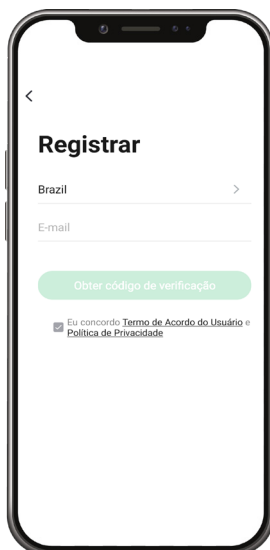 Registrar
Brazil
E-mail
Obter código de verificação
Eu concordo Termo de Acordo do Usuário e
Política de Privacidade